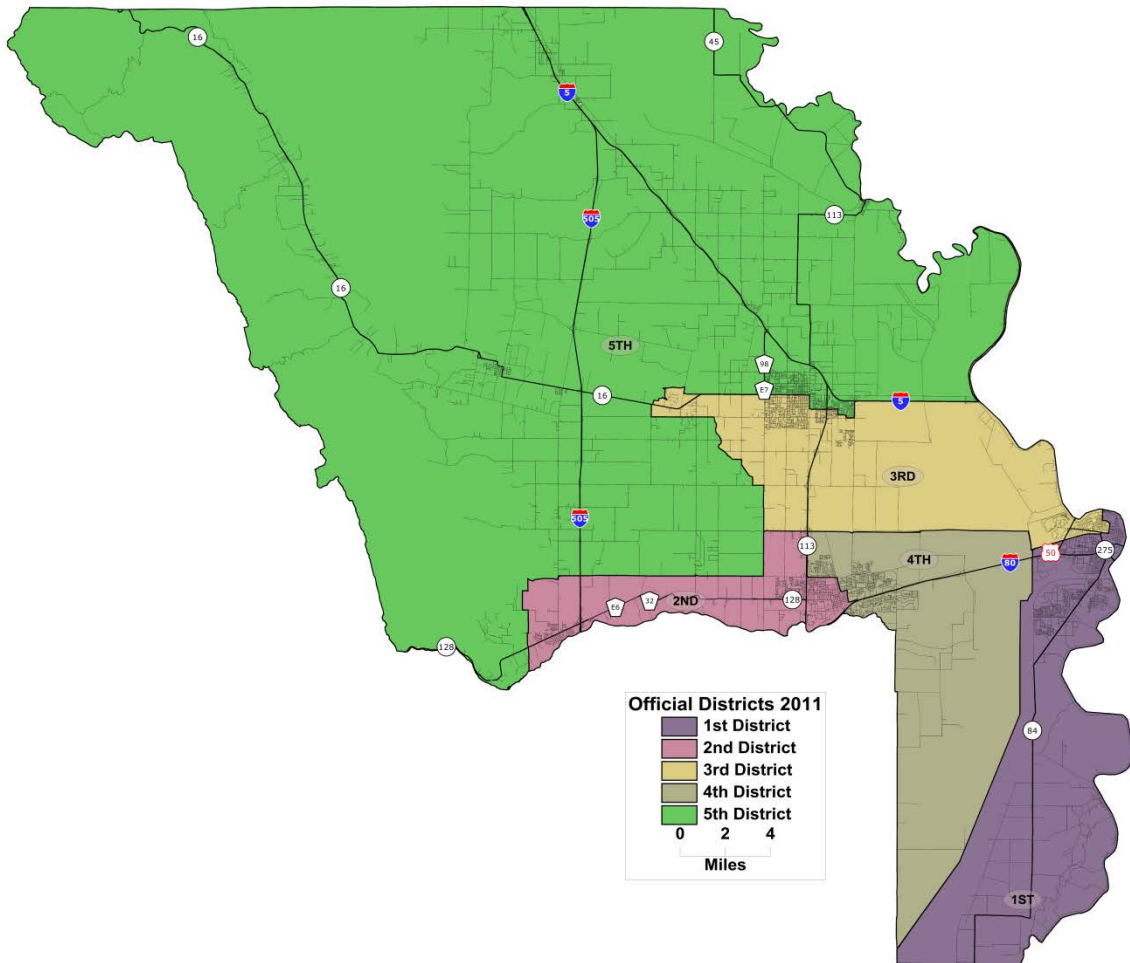 16
45
5
505
113
16
5TH
98
E7
16
5
3RD
505
113
4TH
50
275
80
2ND
E6
32
128
128
Official Districts 2011
1st District
2nd District
3rd District
4th District
5th District
0 2 4
Miles
84
1ST